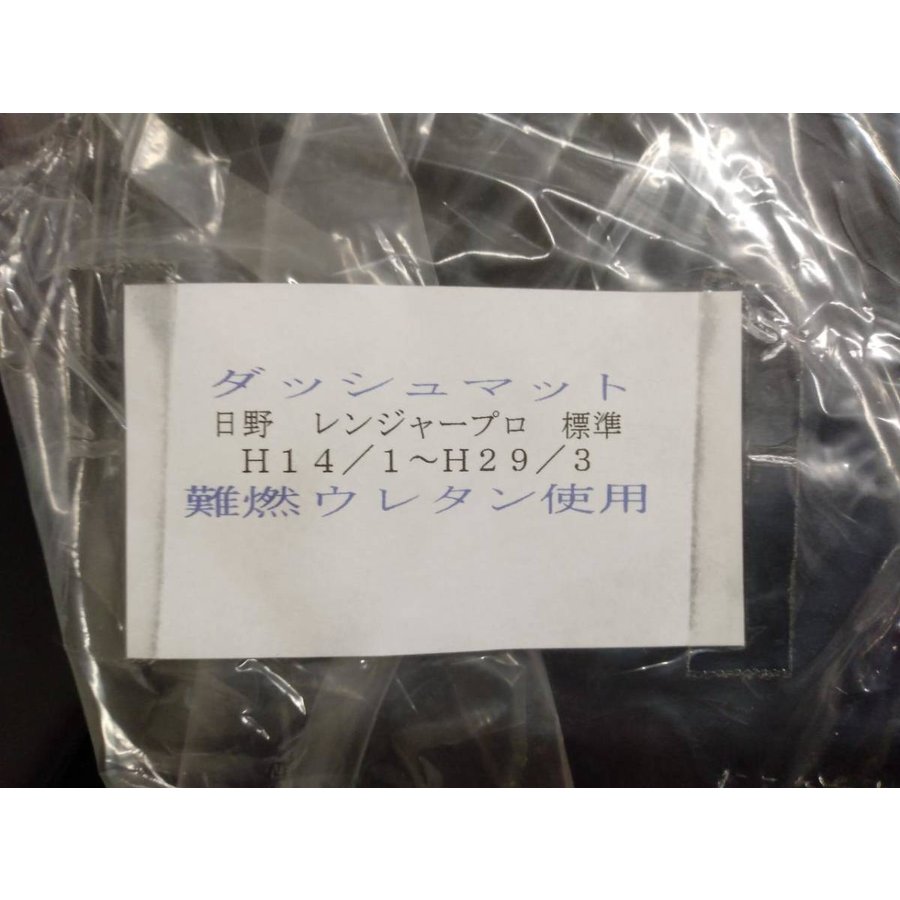 ダッシュマット
日野　レンジャープロ　標準
Ｈ１４／１～Ｈ２９／３
難燃ウレタン使用